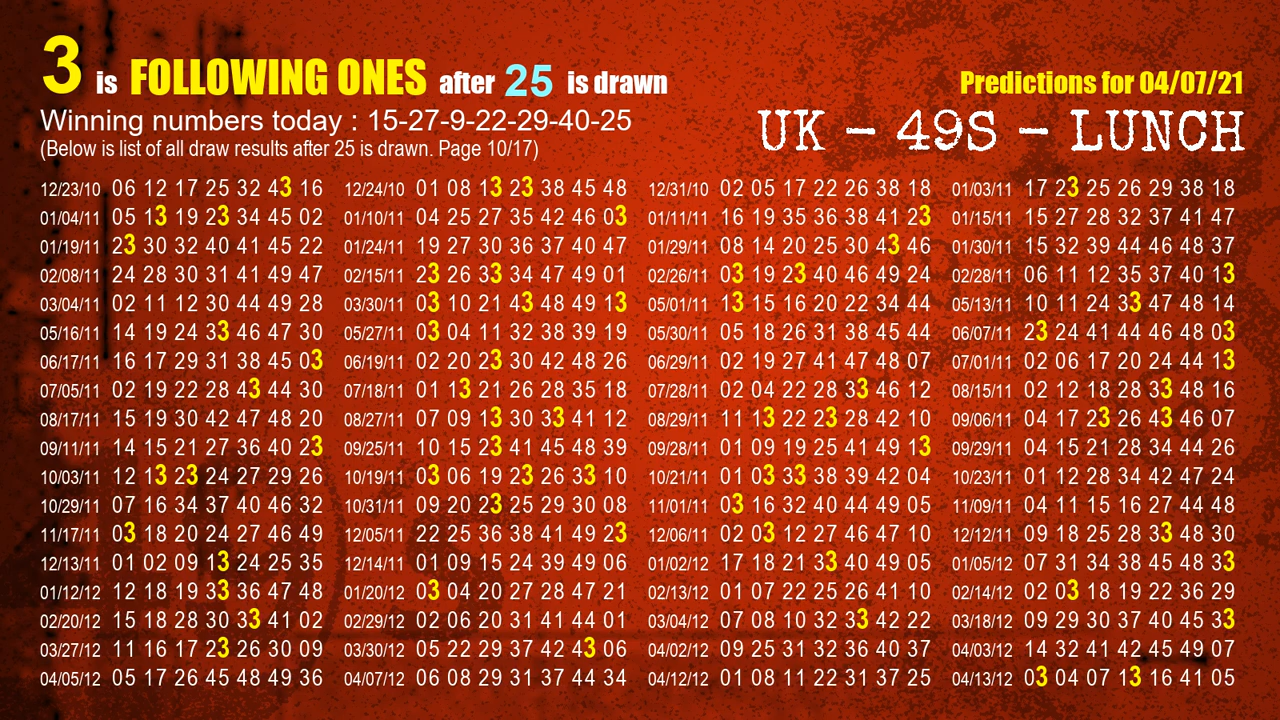 3 is FOLLOWING ONES after 25 is drawn
Predictions for 04/07/21
Winning numbers today : 15-27-9-22-29-40-25
UK - 49S - LUNCH
(Below is list of all draw results after 25 is drawn. Page 10/17)
12/23/10 06 12 17 25 32 43 16 12/24/10 01 08 13 23 38 45 48 12/31/10 02 05 17 22 26 38 18 01/03/11 17 23 25 26 29 38 18
01/04/11 05 13 19 23 34 45 02 01/10/11 04 25 27 35 42 46 03 01/11/11 16 19 35 36 38 41 23 01/15/11 15 27 28 32 37 41 47
01/19/11 23 30 32 40 41 45 22 01/24/11 19 27 30 36 37 40 47 01/29/11 08 14 20 25 30 43 46 01/30/11 15 32 39 44 46 48 37
02/08/11 24 28 30 31 41 49 47 02/15/11 23 26 33 34 47 49 01 02/26/11 03 19 23 40 46 49 24 02/28/11 06 11 12 35 37 40 13
03/04/11 02 11 12 30 44 49 28 03/30/11 03 10 21 43 48 49 13 05/01/11 13 15 16 20 22 34 44 05/13/11 10 11 24 33 47 48 14
05/16/11 14 19 24 33 46 47 30 05/27/11 03 04 11 32 38 39 19 05/30/11 05 18 26 31 38 45 44 06/07/11 23 24 41 44 46 48 03
06/17/11 16 17 29 31 38 45 03 06/19/11 02 20 23 30 42 48 26 06/29/11 02 19 27 41 47 48 07 07/01/11 02 06 17 20 24 44 13
07/05/11 02 19 22 28 43 44 30 07/18/11 01 13 21 26 28 35 18 07/28/11 02 04 22 28 33 46 12 08/15/11 02 12 18 28 33 48 16
08/17/11 15 19 30 42 47 48 20 08/27/11 07 09 13 30 33 41 12 08/29/11 11 13 22 23 28 42 10 09/06/11 04 17 23 26 43 46 07
09/11/11 14 15 21 27 36 40 23 09/25/11 10 15 23 41 45 48 39 09/28/11 01 09 19 25 41 49 13 09/29/11 04 15 21 28 34 44 26
10/03/11 12 13 23 24 27 29 26 10/19/11 03 06 19 23 26 33 10 10/21/11 01 03 33 38 39 42 04 10/23/11 01 12 28 34 42 47 24
10/29/11 07 16 34 37 40 46 32 10/31/11 09 20 23 25 29 30 08 11/01/11 03 16 32 40 44 49 05 11/09/11 04 11 15 16 27 44 48
11/17/11 03 18 20 24 27 46 49 12/05/11 22 25 36 38 41 49 23 12/06/11 02 03 12 27 46 47 10 12/12/11 09 18 25 28 33 48 30
12/13/11 01 02 09 13 24 25 35 12/14/11 01 09 15 24 39 49 06 01/02/12 17 18 21 33 40 49 05 01/05/12 07 31 34 38 45 48 33
01/12/12 12 18 19 33 36 47 48 01/20/12 03 04 20 27 28 47 21 02/13/12 01 07 22 25 26 41 10 02/14/12 02 03 18 19 22 36 29
02/20/12 15 18 28 30 33 41 02 02/29/12 02 06 20 31 41 44 01 03/04/12 07 08 10 32 33 42 22 03/18/12 09 29 30 45 46 47 33
03/27/12 11 16 17 23 26 30 09 03/30/12 05 22 29 37 42 43 06 04/02/12 09 25 31 32 36 49 34 04/03/12 14 32 41 42 45 49 07
04/05/12 05 17 26 45 48 49 36 04/07/12 06 08 29 31 37 44 34 04/12/12 01 08 11 22 31 37 25 04/13/12 03 04 07 13 16 41 05